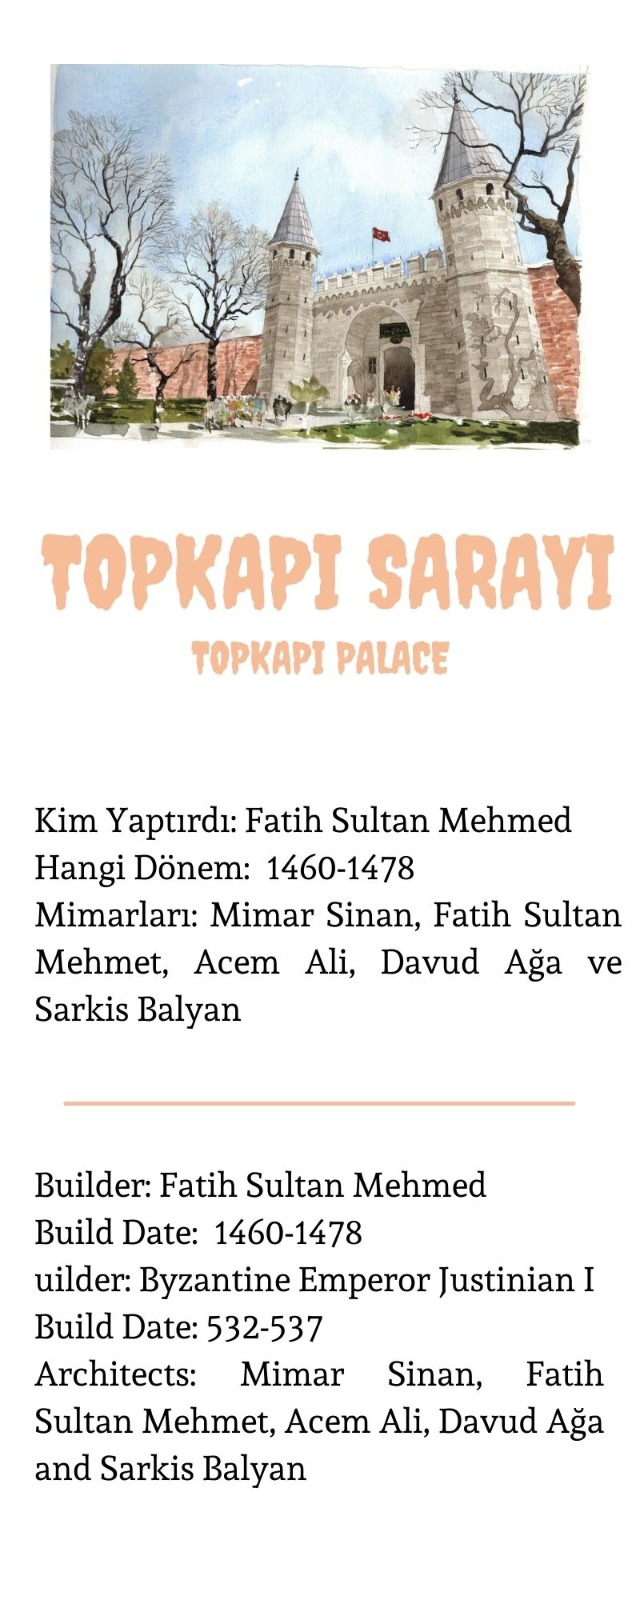 TOPKAPI SARAYI
TOPKAPI PALACE
Kim Yaptırdı: Fatih Sultan Mehmed
Hangi Dönem: 1460-1478
Mimarları: Mimar Sinan, Fatih Sultan
Mehmet, Acem Ali, Davud Ağa ve
Sarkis Balyan
Builder: Fatih Sultan Mehmed
Build Date: 1460-1478
uilder: Byzantine Emperor Justinian I
Build Date: 532-537
Architects: Mimar Sinan, Fatih
Sultan Mehmet, Acem Ali, Davud Ağa
and Sarkis Balyan